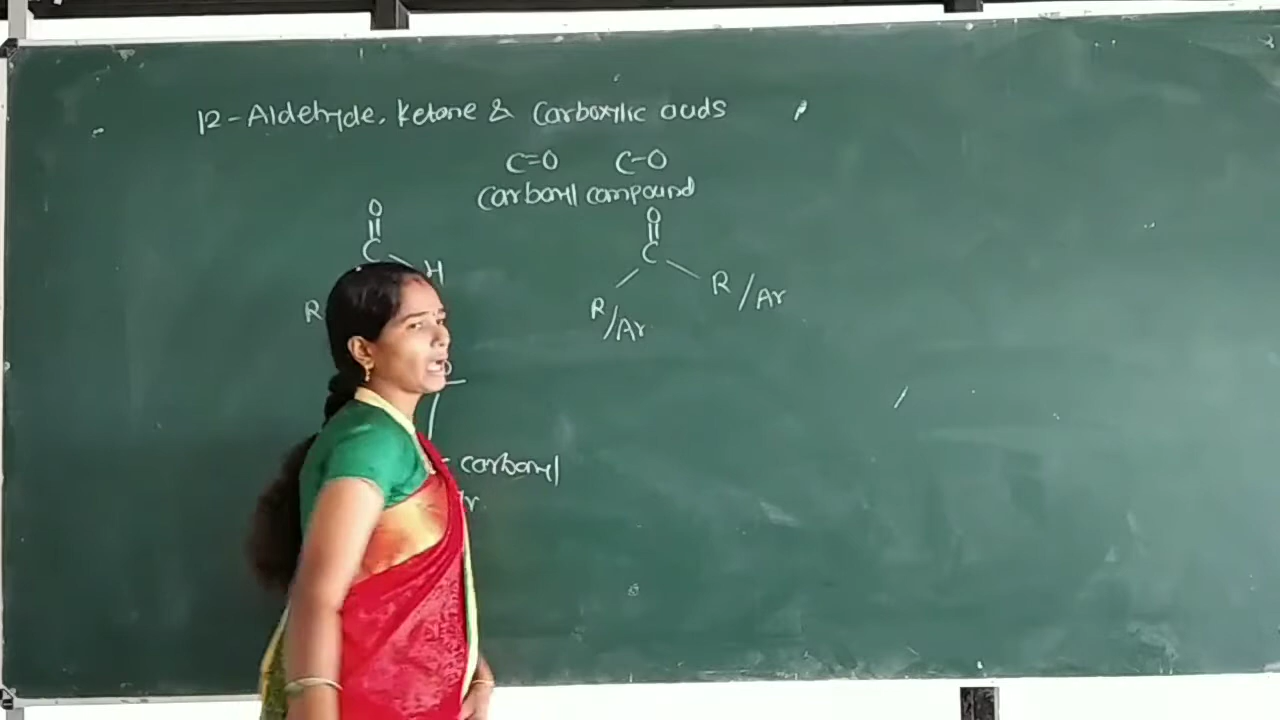 12-Aldehyde, Ketone & Carboxylic acids
C=O C-O
Carbonyl compound
O O
|| ||
C C
H
R R/Ar R/Ar
- carbonyl